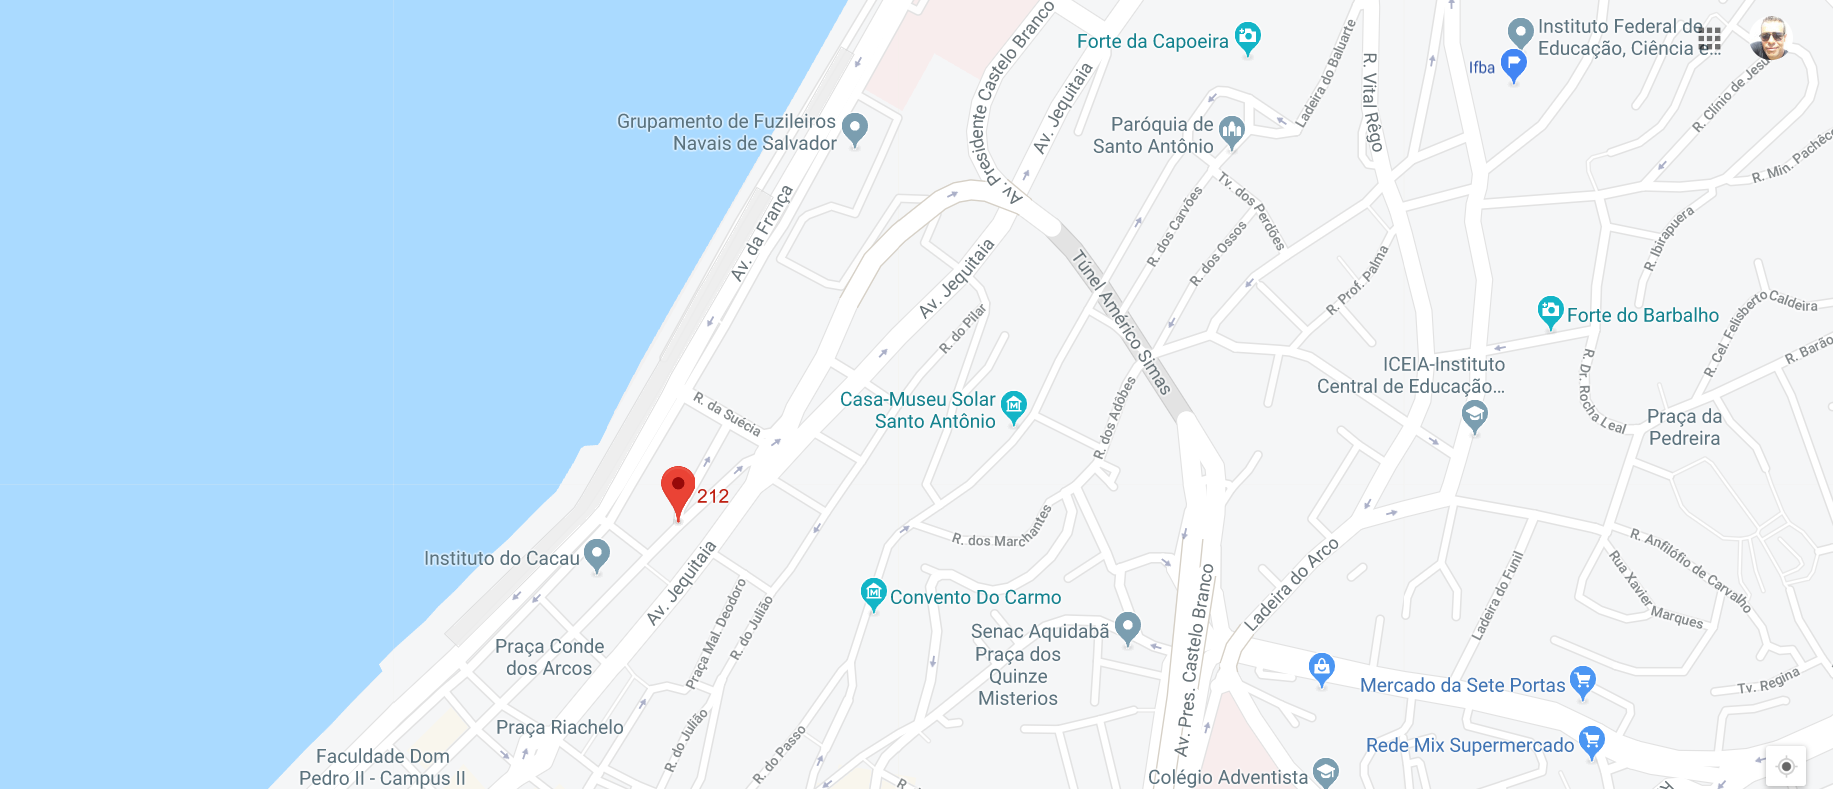 Instituto Federal de
Educação, Ciência e...
Ifba
Forte da Capoeira
Av. Presidente Castelo Branco
Av. Jequitaia
Ladeira do Baluarte
R. Vital Rêgo
R. Clinio de Jesu
R. Min. Pachêc
Grupamento de Fuzileiros
Navais de Salvador
Paróquia de
Santo Antônio
Av. da França
Tv. dos Perdões
R. dos Carvões
R. dos Ossos
R. Prof. Palma
R. Ibirapuera
Av. Jequitaia
Túnel Américo Simas
R. do Pilar
Forte do Barbalho
R. Cel. Felisberto Caldeira
R. Barão
ICEIA-Instituto
Central de Educação...
R. Dr. Rocha Leal
Praça da
Pedreira
R. da Suécia
Casa-Museu Solar
Santo Antônio
R. dos Adôbes
212
Instituto do Cacau
Av. Jequitaia
R. dos Marchantes
Ladeira do Arco
R. Anfilófio de Carvalho
Rua Xavier Marques
Ladeira do Funil
Convento Do Carmo
Praça Mal. Deodoro
R. do Julião
Av. Pres. Castelo Branco
Senac Aquidabã
Praça dos
Quinze
Misterios
Praça Conde
dos Arcos
Mercado da Sete Portas
Tv. Regina
Praça Riachelo
R. do Julião
R. do Passo
Rede Mix Supermercado
Faculdade Dom
Pedro II - Campus II
Colégio Adventista
R.